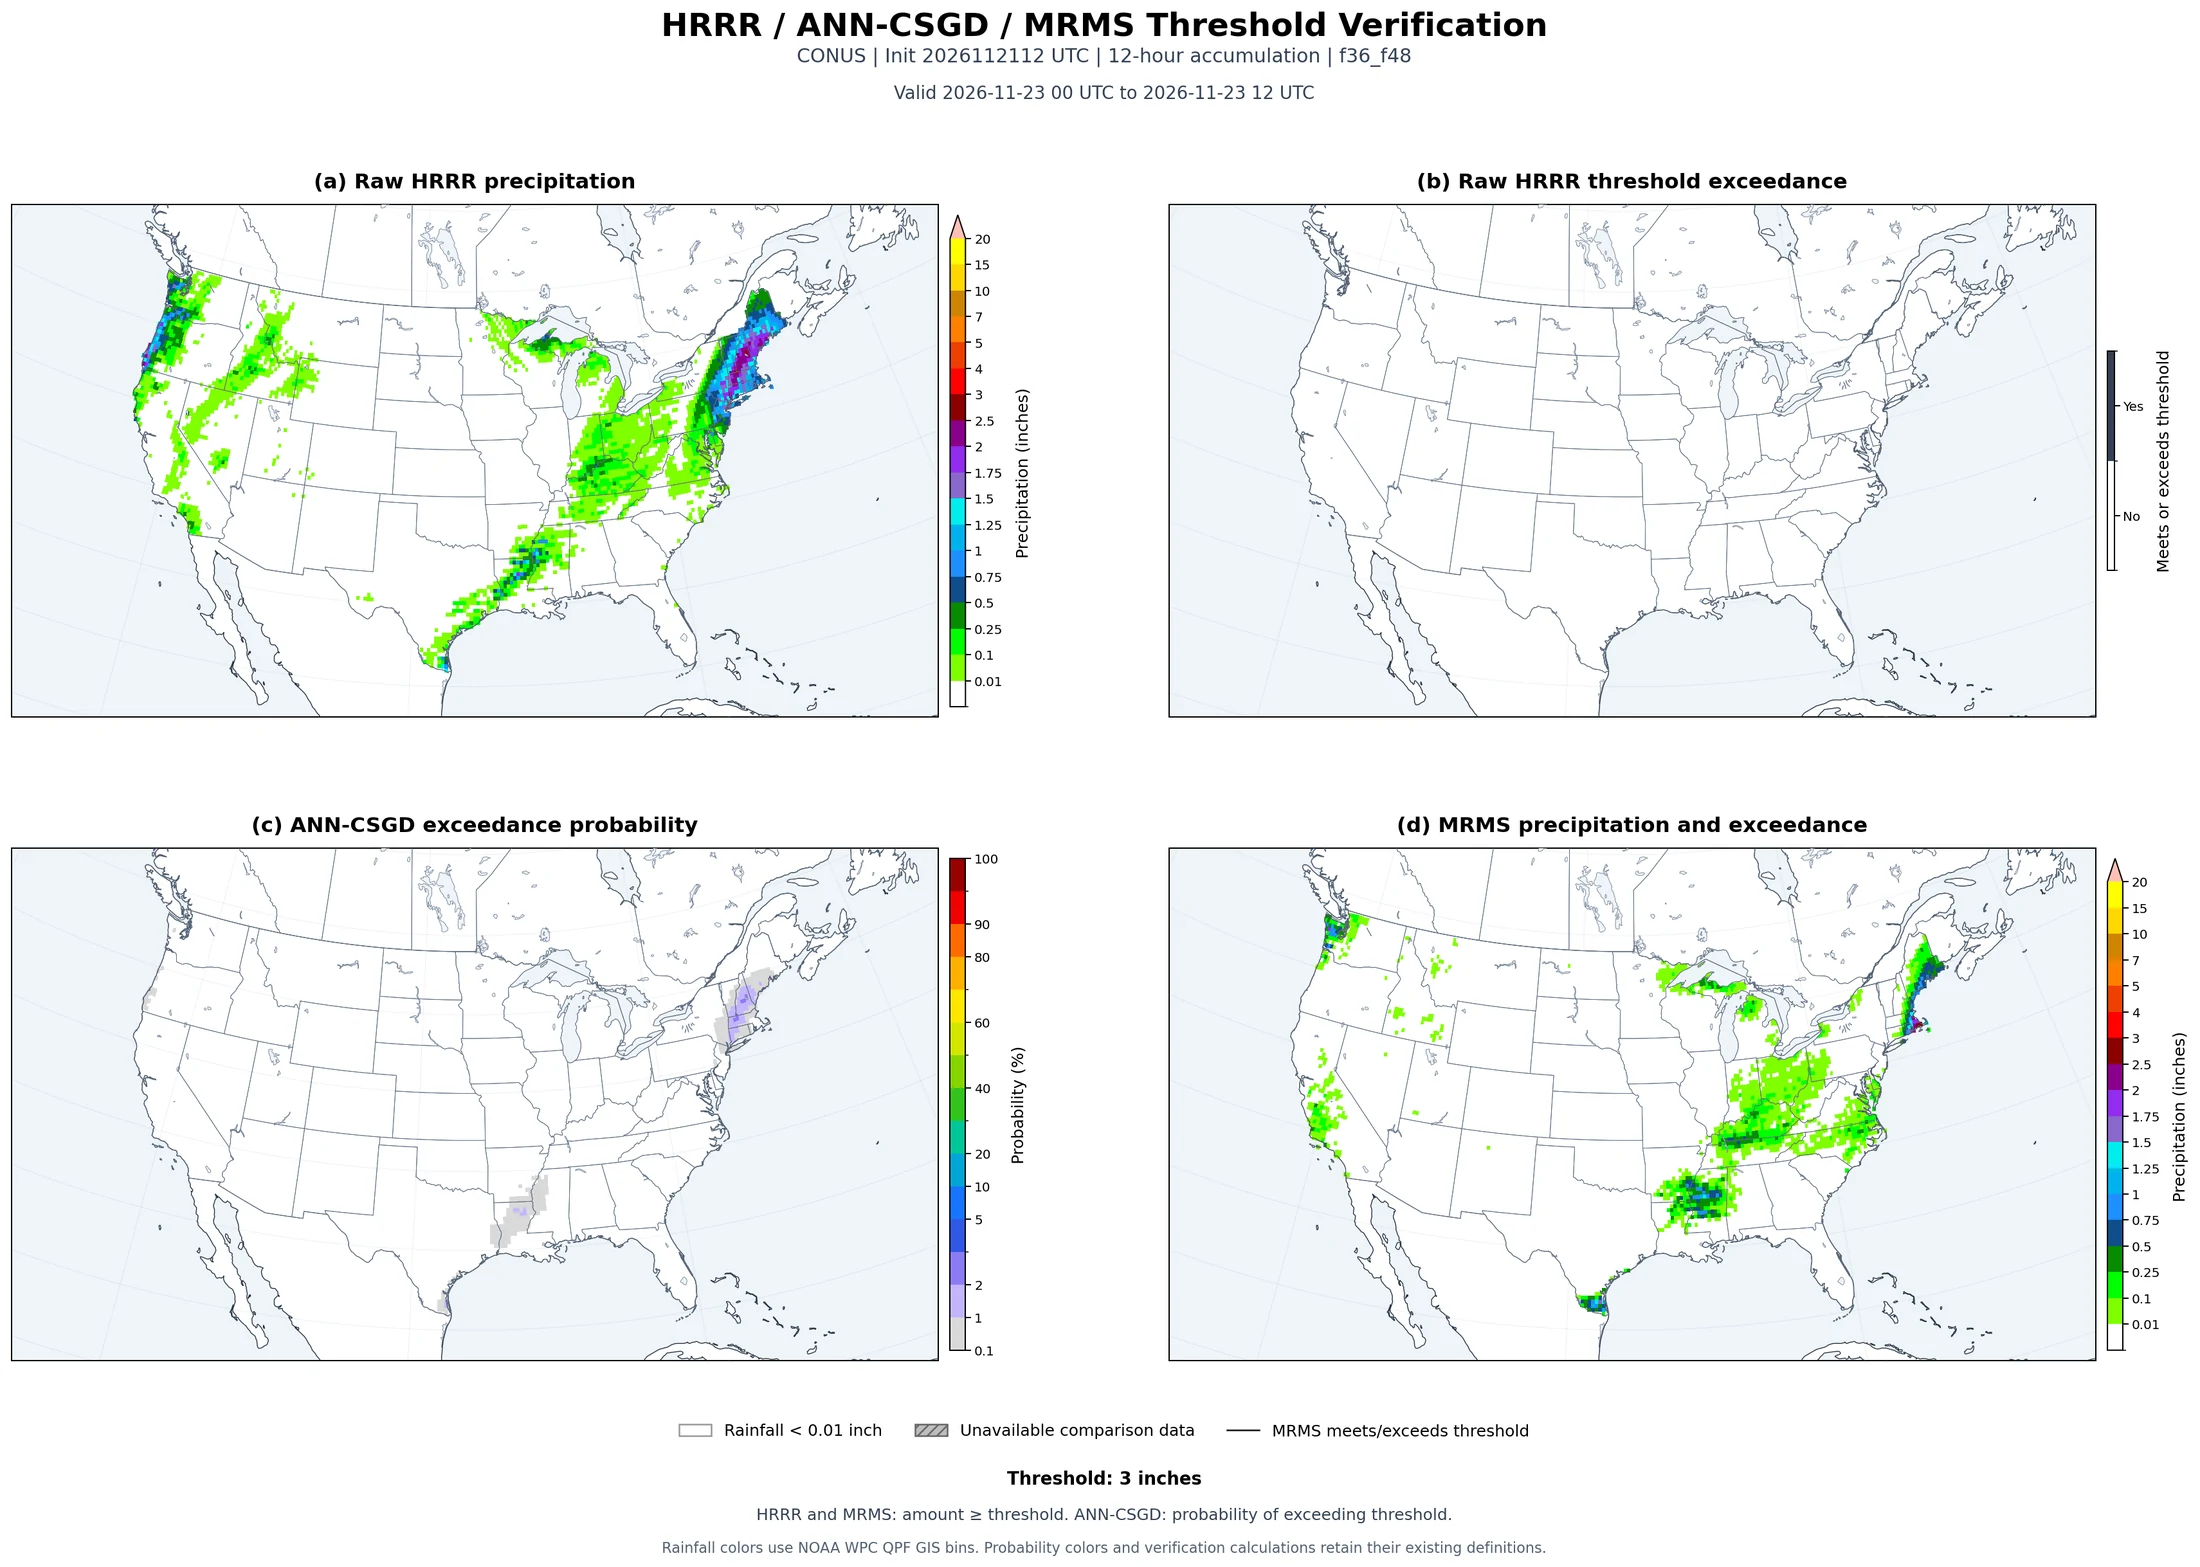 HRRR / ANN-CSGD / MRMS Threshold Verification
CONUS | Init 2026112112 UTC | 12-hour accumulation | f36_f48
Valid 2026-11-23 00 UTC to 2026-11-23 12 UTC
(a) Raw HRRR precipitation
20
15
10
7
5
4
3
2.5
2
1.75
1.5
1.25
1
0.75
0.5
0.25
0.1
0.01
Precipitation (inches)
(b) Raw HRRR threshold exceedance
Yes
No
Meets or exceeds threshold
(c) ANN-CSGD exceedance probability
100
90
80
60
40
20
10
5
2
1
0.1
Probability (%)
(d) MRMS precipitation and exceedance
20
15
10
7
5
4
3
2.5
2
1.75
1.5
1.25
1
0.75
0.5
0.25
0.1
0.01
Precipitation (inches)
Rainfall < 0.01 inch
Unavailable comparison data
MRMS meets/exceeds threshold
Threshold: 3 inches
HRRR and MRMS: amount ≥ threshold. ANN-CSGD: probability of exceeding threshold.
Rainfall colors use NOAA WPC QPF GIS bins. Probability colors and verification calculations retain their existing definitions.